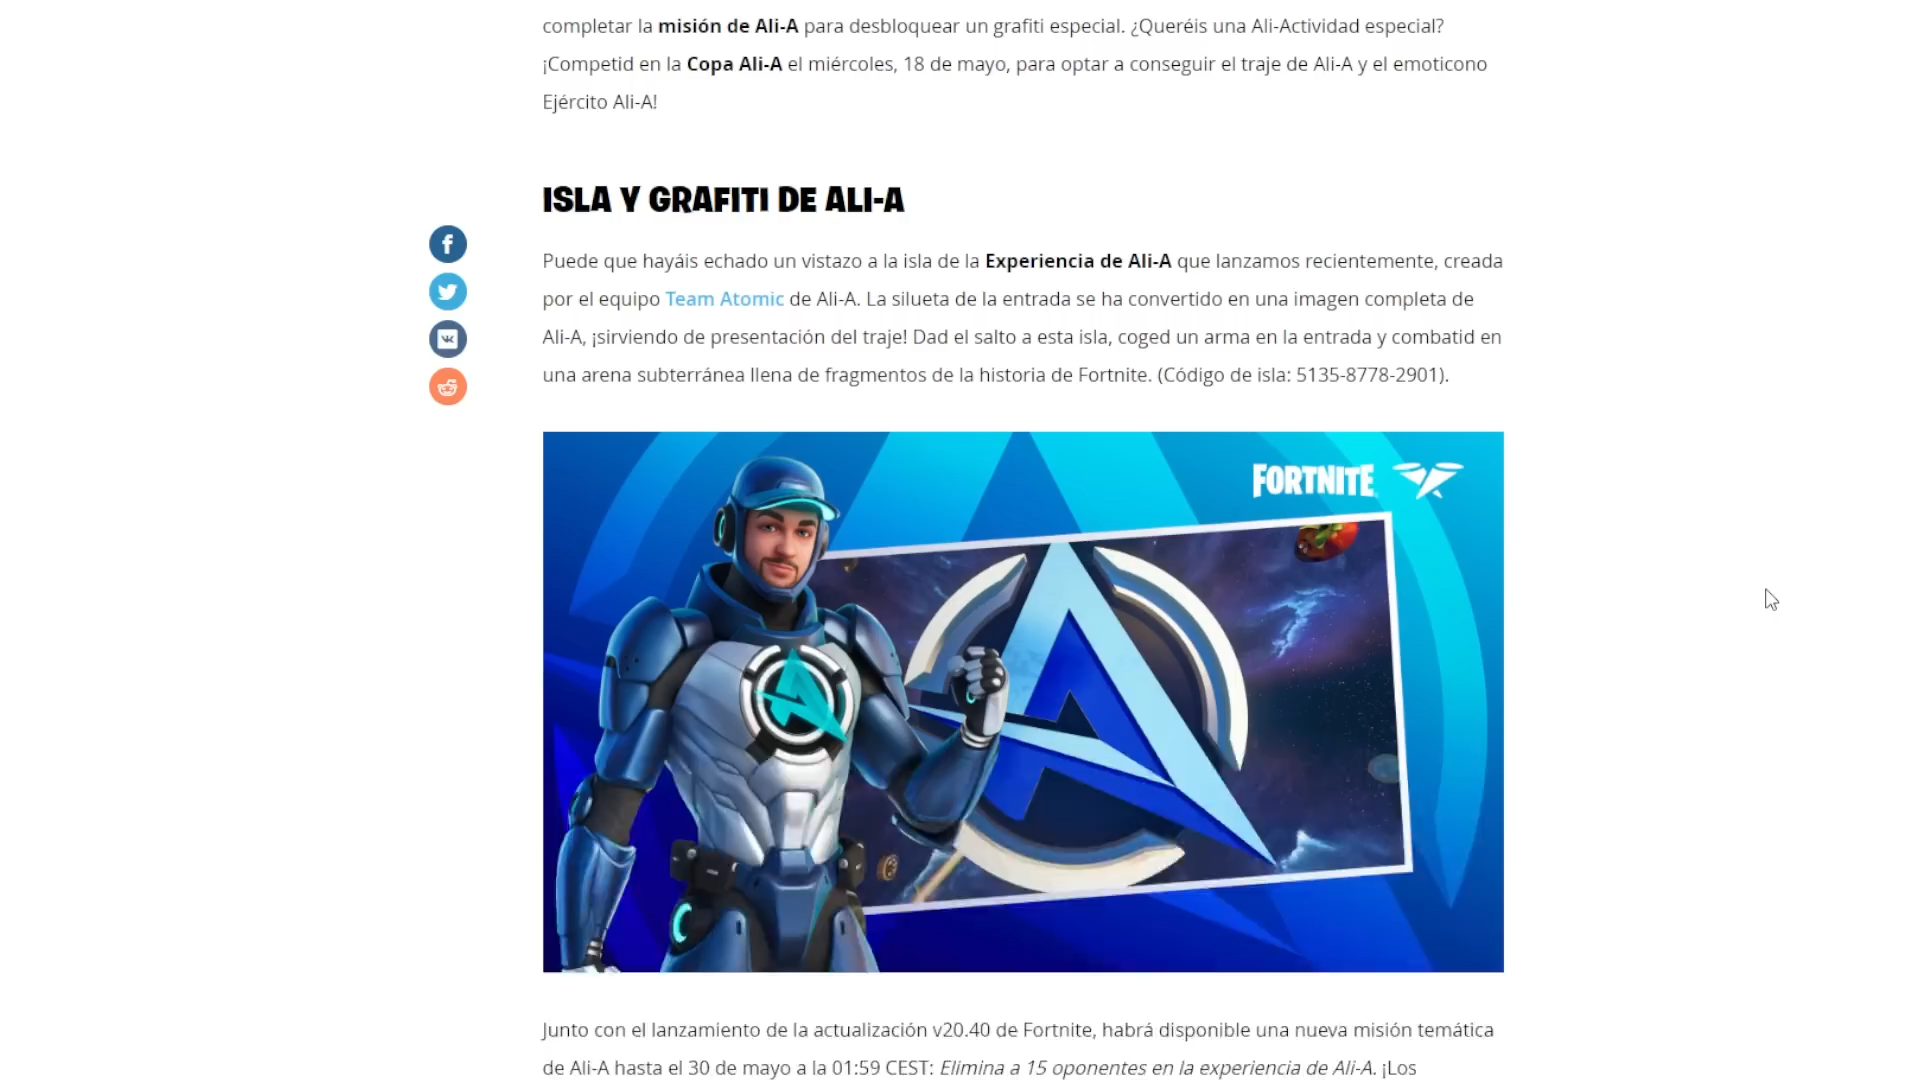 completar la misión de Ali-A para desbloquear un grafiti especial. ¿Queréis una Ali-Actividad especial?
¡Competid en la Copa Ali-A el miércoles, 18 de mayo, para optar a conseguir el traje de Ali-A y el emoticono
Ejército Ali-A!
ISLA Y GRAFITI DE ALI-A
Puede que hayáis echado un vistazo a la isla de la Experiencia de Ali-A que lanzamos recientemente, creada
por el equipo Team Atomic de Ali-A. La silueta de la entrada se ha convertido en una imagen completa de
Ali-A, ¡sirviendo de presentación del traje! Dad el salto a esta isla, coged un arma en la entrada y combatid en
una arena subterránea llena de fragmentos de la historia de Fortnite. (Código de isla: 5135-8778-2901).
FORTNITE
Junto con el lanzamiento de la actualización v20.40 de Fortnite, habrá disponible una nueva misión temática
de Ali-A hasta el 30 de mayo a la 01:59 CEST: Elimina a 15 oponentes en la experiencia de Ali-A. ¡Los